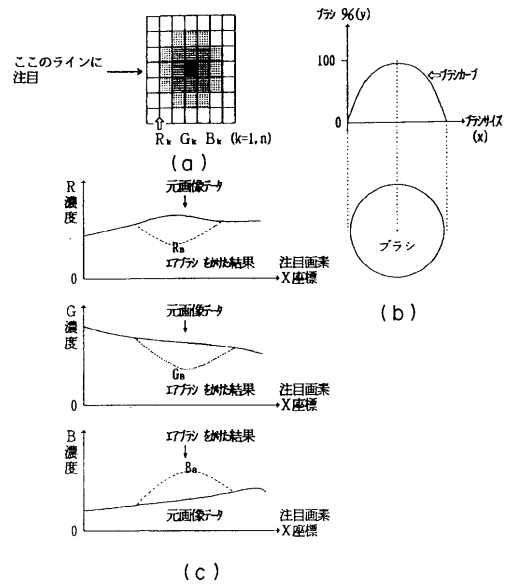 ここのラインに
注目
Rk Gk Bk (k=1,n)
(a)
ブラシ %(y)
100
0
ブラシカーブ
ブラシサイズ
(x)
ブラシ
(b)
R
濃度
元画像データ
RB
エアブラシ をかけた結果
0
注目画素
X座標
G
濃度
元画像データ
GB
エアブラシ をかけた結果
0
注目画素
X座標
B
濃度
エアブラシ をかけた結果
BB
元画像データ
0
注目画素
X座標
(c)